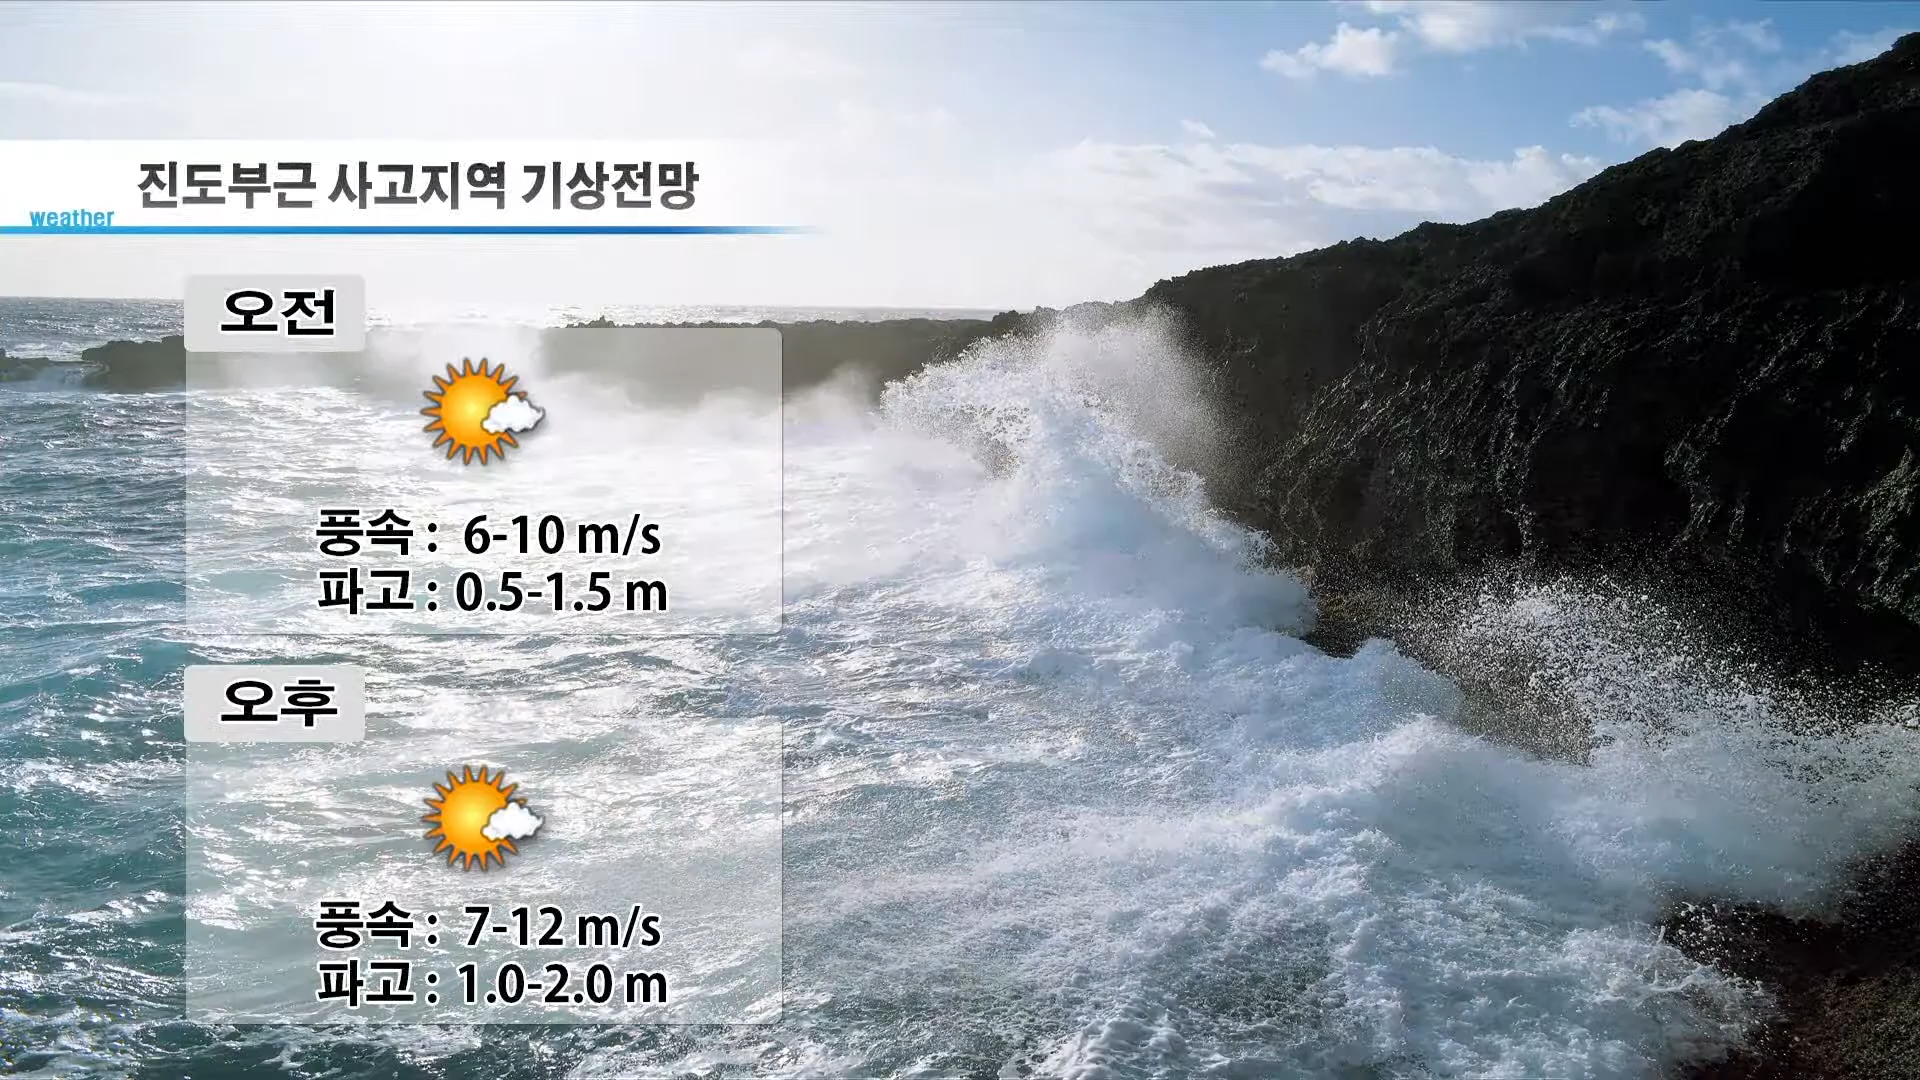 진도부근 사고지역 기상전망
weather
오전
풍속 : 6-10 m/s
파고 : 0.5-1.5 m
오후
풍속 : 7-12 m/s
파고 : 1.0-2.0 m